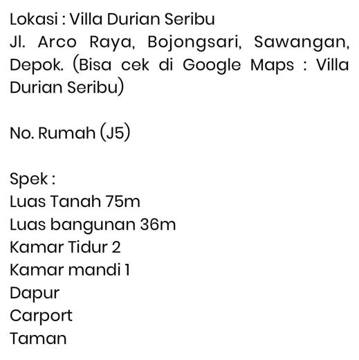 Lokasi : Villa Durian Seribu
Jl. Arco Raya, Bojongsari, Sawangan,
Depok. (Bisa cek di Google Maps : Villa
Durian Seribu)
No. Rumah (J5)
Spek :
Luas Tanah 75m
Luas bangunan 36m
Kamar Tidur 2
Kamar mandi 1
Dapur
Carport
Taman